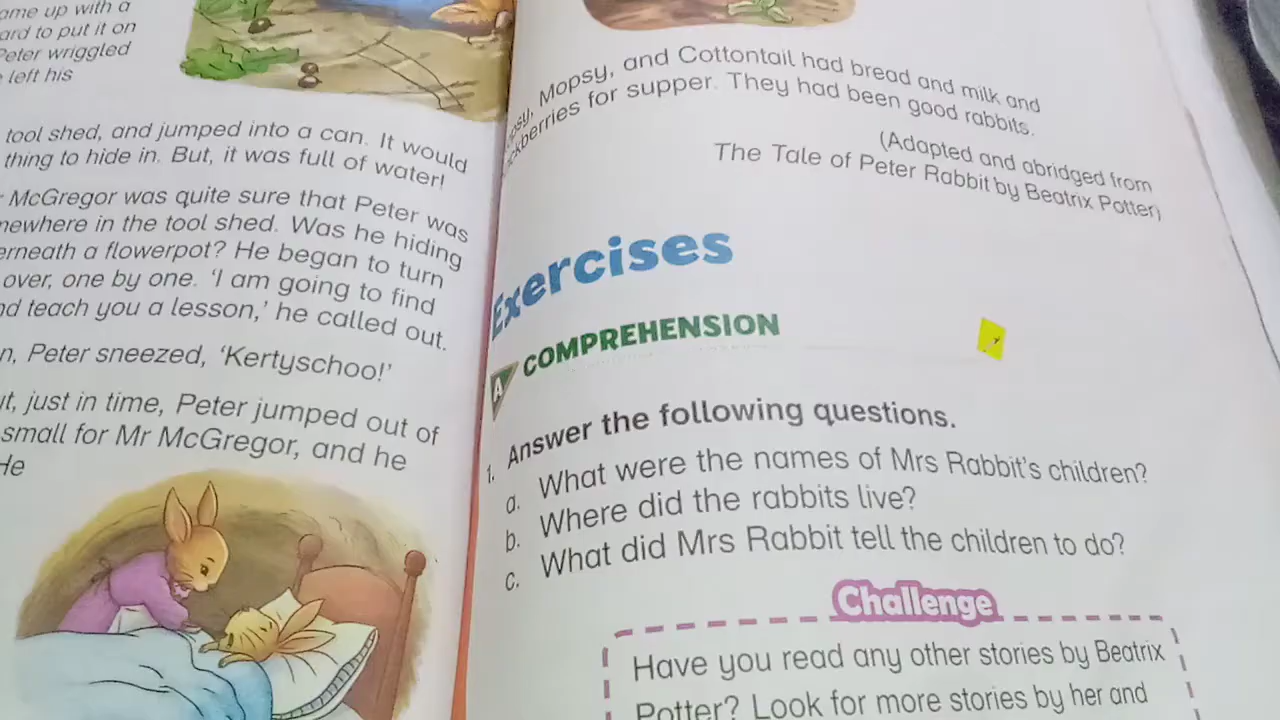 ame up with a
ard to put it on
Peter wriggled
left his
tool shed, and jumped into a can. It would
thing to hide in. But, it was full of water!
McGregor was quite sure that Peter was
mewhere in the tool shed. Was he hiding
erneath a flowerpot? He began to turn
over, one by one. 'I am going to find
nd teach you a lesson,' he called out.
n, Peter sneezed, 'Kertyschoo!'
ut, just in time, Peter jumped out of
small for Mr McGregor, and he
He
opsy, Mopsy, and Cottontail had bread and milk and
ackberries for supper. They had been good rabbits.
(Adapted and abridged from
The Tale of Peter Rabbit by Beatrix Potter)
Exercises
A COMPREHENSION
1. Answer the following questions.
a. What were the names of Mrs Rabbit's children?
b. Where did the rabbits live?
c. What did Mrs Rabbit tell the children to do?
Challenge
Have you read any other stories by Beatrix
Potter? Look for more stories by her and